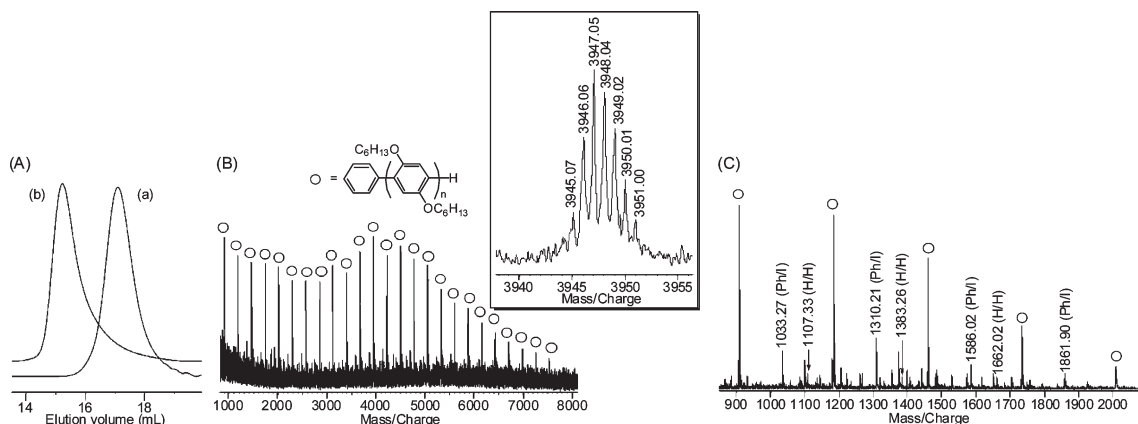 (A)
(b)
(a)
14
16
18
Elution volume (mL)
(B)
○ =
C6H13O
n
H
OC6H13
1000
2000
3000
4000
5000
6000
7000
8000
Mass/Charge
3945.07
3946.06
3947.05
3948.04
3949.02
3950.01
3951.00
3940
3945
3950
3956
Mass/Charge
(C)
1033.27 (Ph/I)
1107.33 (H/H)
1310.21 (Ph/I)
1383.26 (H/H)
1586.02 (Ph/I)
1662.02 (H/H)
1861.90 (Ph/I)
900
1000
1100
1200
1300
1400
1500
1600
1700
1800
1900
2000
Mass/Charge